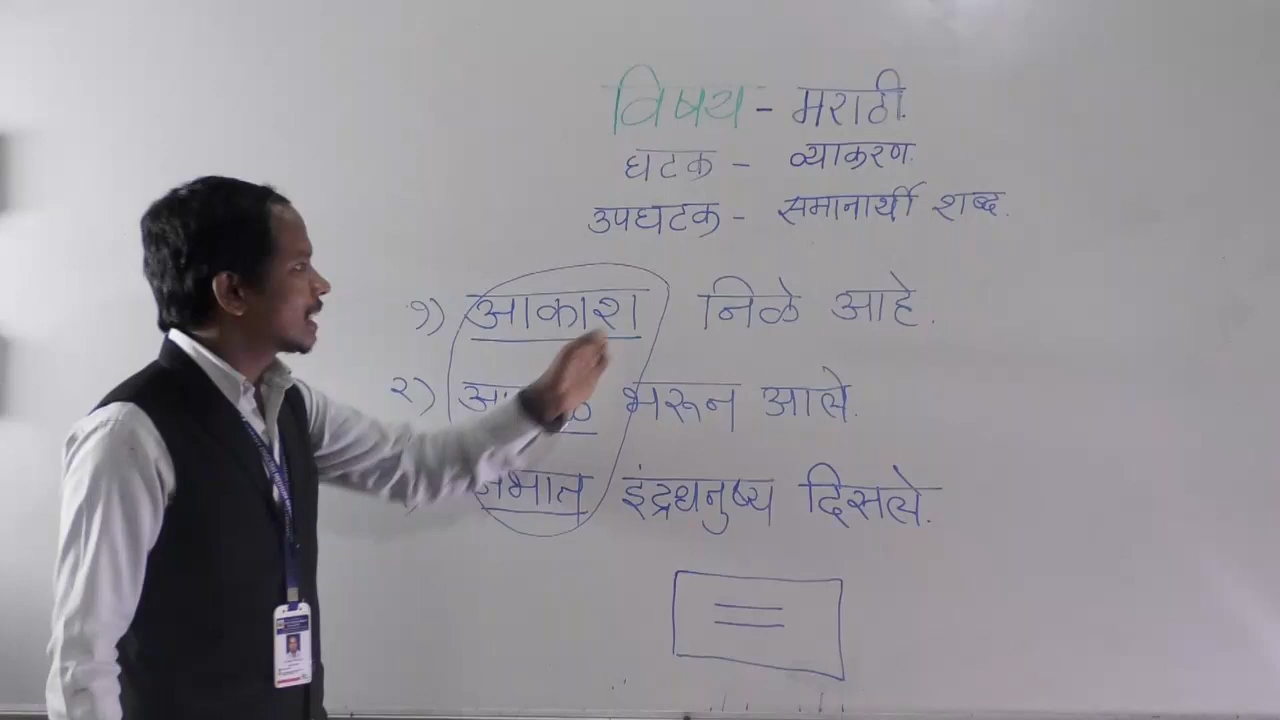 विषय - मराठी.
घटक - व्याकरण.
उपघटक - समानार्थी शब्द.
१) आकाश निळे आहे.
२) भरून आले.
नभात इंद्रधनुष्य दिसले.